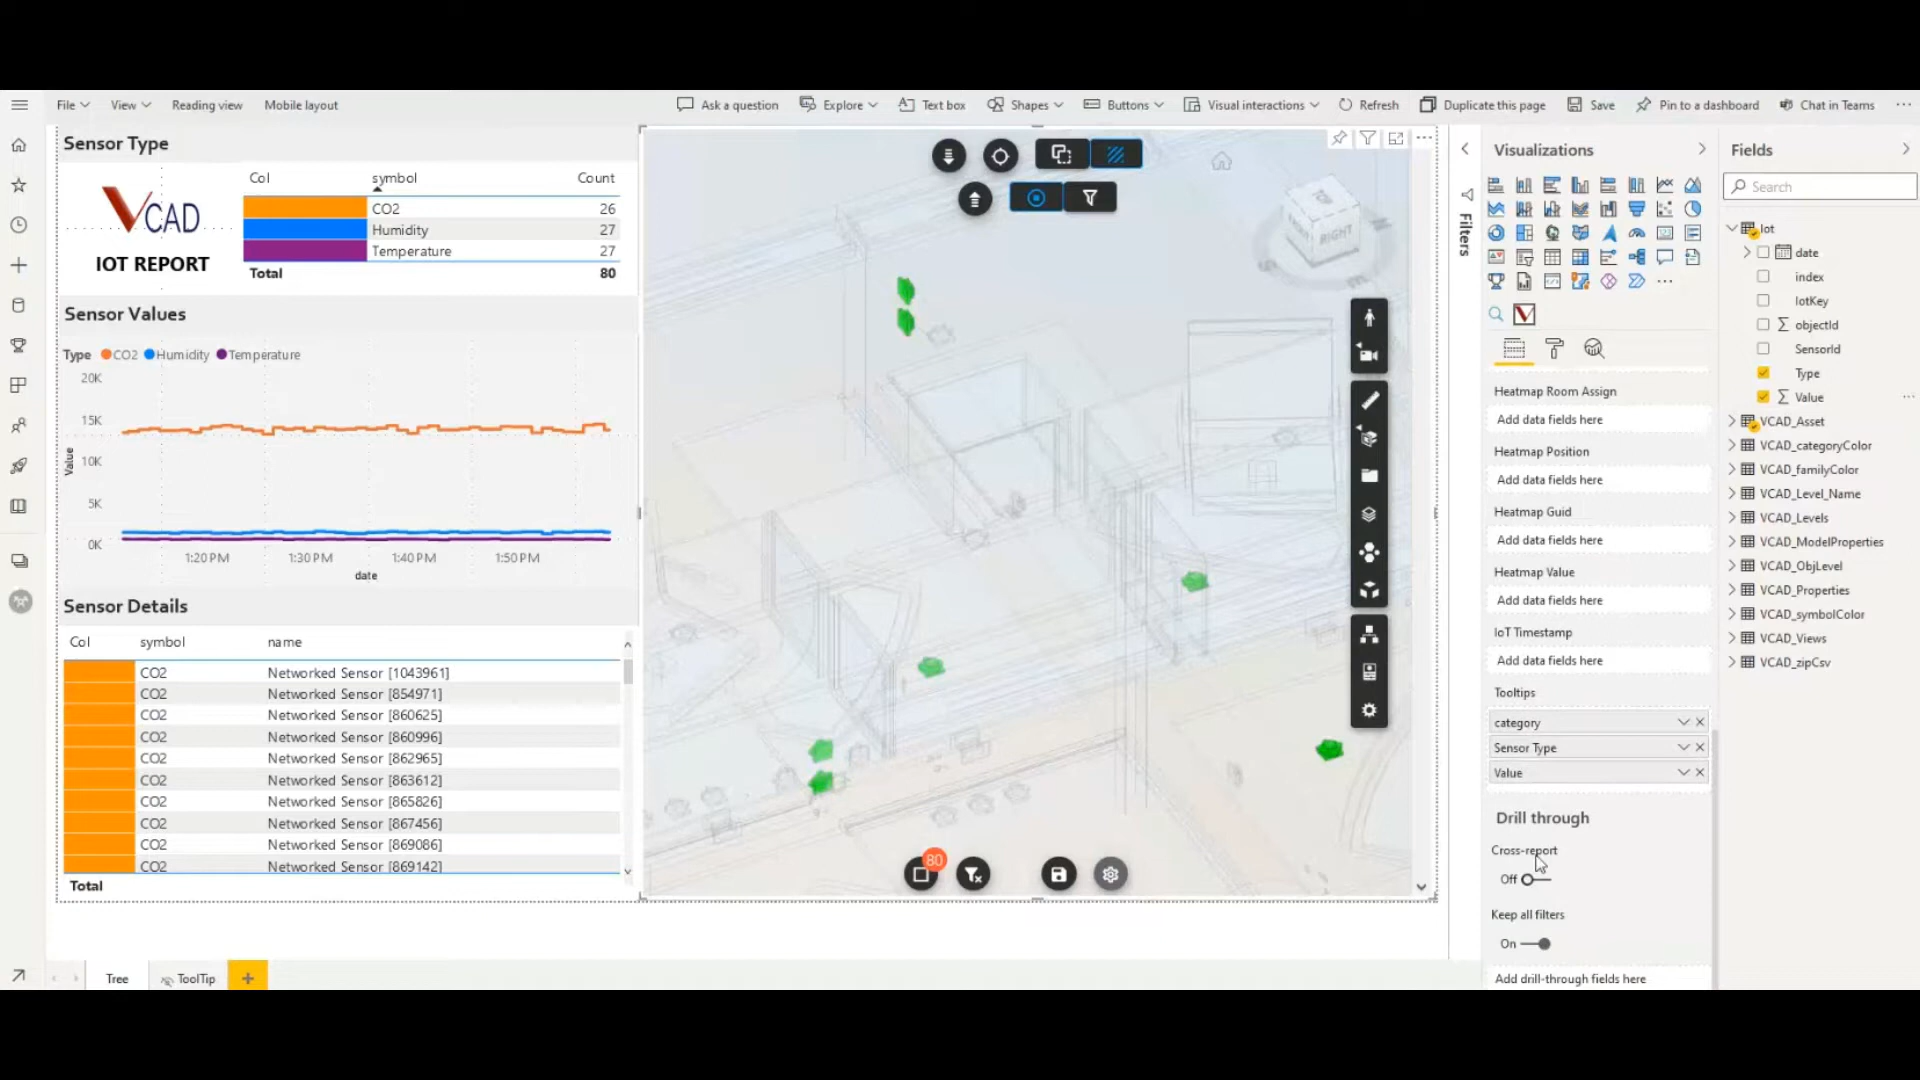 File View Reading view Mobile layout Ask a question Explore Text box Shapes Buttons Visual interactions Refresh Duplicate this page Save Pin to a dashboard Chat in Teams
Sensor Type
VCAD
IOT REPORT
Col symbol Count
CO2 26
Humidity 27
Temperature 27
Total 80
Sensor Values
Type CO2 Humidity Temperature
20K
15K
10K
5K
0K
Value
1:20 PM 1:30 PM 1:40 PM 1:50 PM
date
Sensor Details
Col symbol name
CO2 Networked Sensor [1043961]
CO2 Networked Sensor [854971]
CO2 Networked Sensor [860625]
CO2 Networked Sensor [860996]
CO2 Networked Sensor [862965]
CO2 Networked Sensor [863612]
CO2 Networked Sensor [865826]
CO2 Networked Sensor [867456]
CO2 Networked Sensor [869086]
CO2 Networked Sensor [869142]
Total
RIGHT
80
Filters
Visualizations
Heatmap Room Assign
Add data fields here
Heatmap Position
Add data fields here
Heatmap Guid
Add data fields here
Heatmap Value
Add data fields here
IoT Timestamp
Add data fields here
Tooltips
category
Sensor Type
Value
Drill through
Cross-report
Off
Keep all filters
On
Add drill-through fields here
Fields
Search
Iot
date
index
IotKey
objectId
SensorId
Type
Value
VCAD_Asset
VCAD_categoryColor
VCAD_familyColor
VCAD_Level_Name
VCAD_Levels
VCAD_ModelProperties
VCAD_ObjLevel
VCAD_Properties
VCAD_symbolColor
VCAD_Views
VCAD_zipCsv
Tree ToolTip +